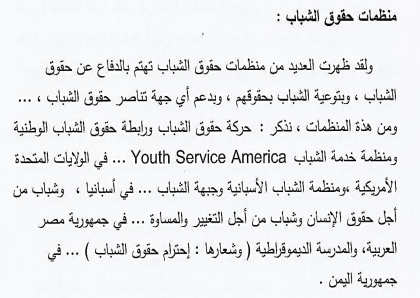 منظمات حقوق الشباب :
ولقد ظهرت العديد من منظمات حقوق الشباب تهتم بالدفاع عن حقوق
الشباب ، وبتوعية الشباب بحقوقهم ، وبدعم أي جهة تناصر حقوق الشباب ، ...
ومن هذة المنظمات ، نذكر : حركة حقوق الشباب ورابطة حقوق الشباب الوطنية
ومنظمة خدمة الشباب Youth Service America ... في الولايات المتحدة
الأمريكية ،ومنظمة الشباب الأسبانية وجبهة الشباب ... في أسبانيا ، وشباب من
أجل حقوق الإنسان وشباب من أجل التغيير والمساوة ... في جمهورية مصر
العربية، والمدرسة الديموقراطية ( وشعارها : إحترام حقوق الشباب ) ... في
جمهورية اليمن .